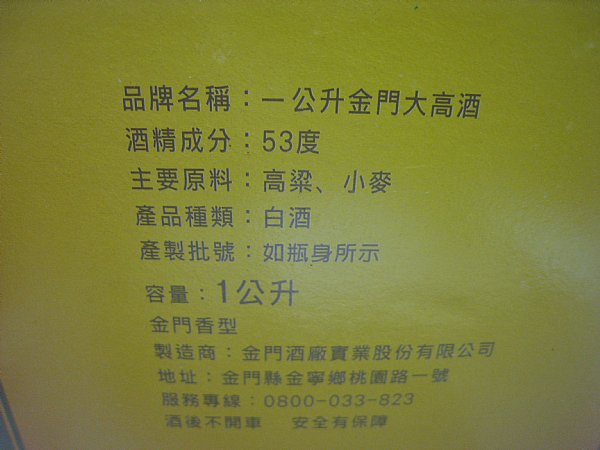 品牌名稱：一公升金門大高酒
酒精成分：53度
主要原料：高粱、小麥
產品種類：白酒
產製批號：如瓶身所示
容量：1公升
金門香型
製造商：金門酒廠實業股份有限公司
地址：金門縣金寧鄉桃園路一號
服務專線：0800-033-823
酒後不開車 安全有保障